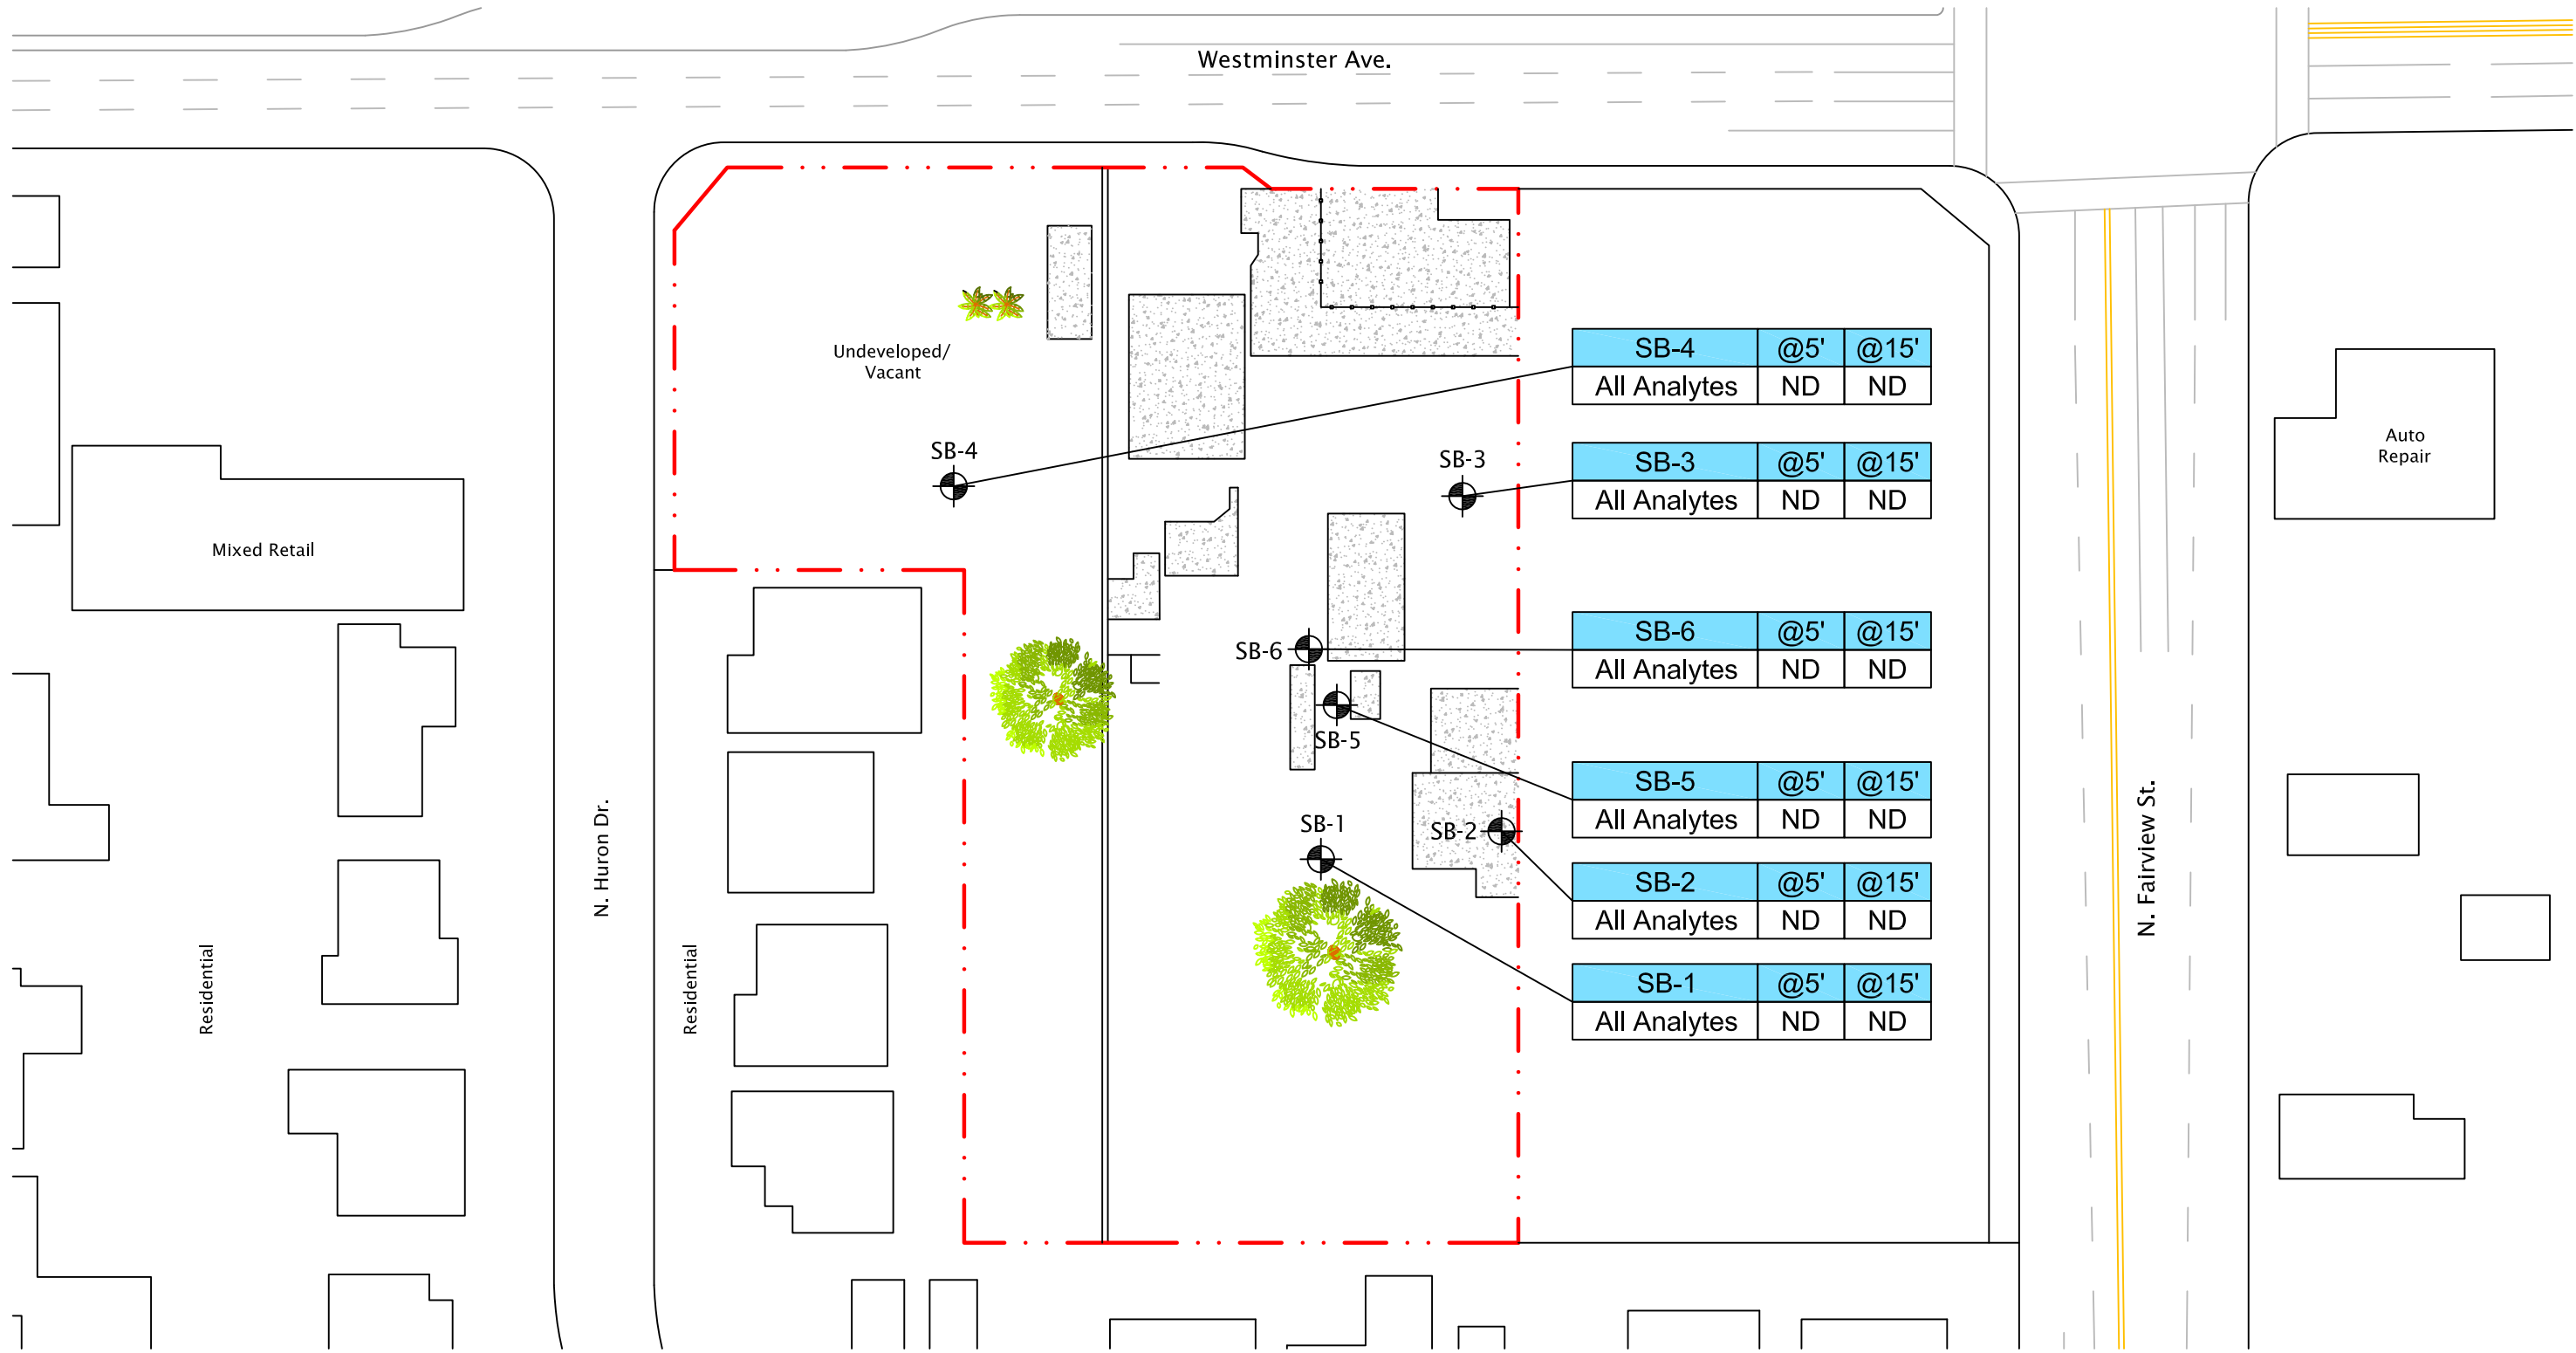 Westminster Ave.
Undeveloped/
Vacant
SB-4 @5' @15'
All Analytes ND ND
SB-4
SB-3
SB-3 @5' @15'
All Analytes ND ND
Auto
Repair
Mixed Retail
SB-6 @5' @15'
All Analytes ND ND
SB-6
SB-5
SB-5 @5' @15'
All Analytes ND ND
SB-1
SB-2
SB-2 @5' @15'
All Analytes ND ND
SB-1 @5' @15'
All Analytes ND ND
N. Huron Dr.
N. Fairview St.
Residential
Residential